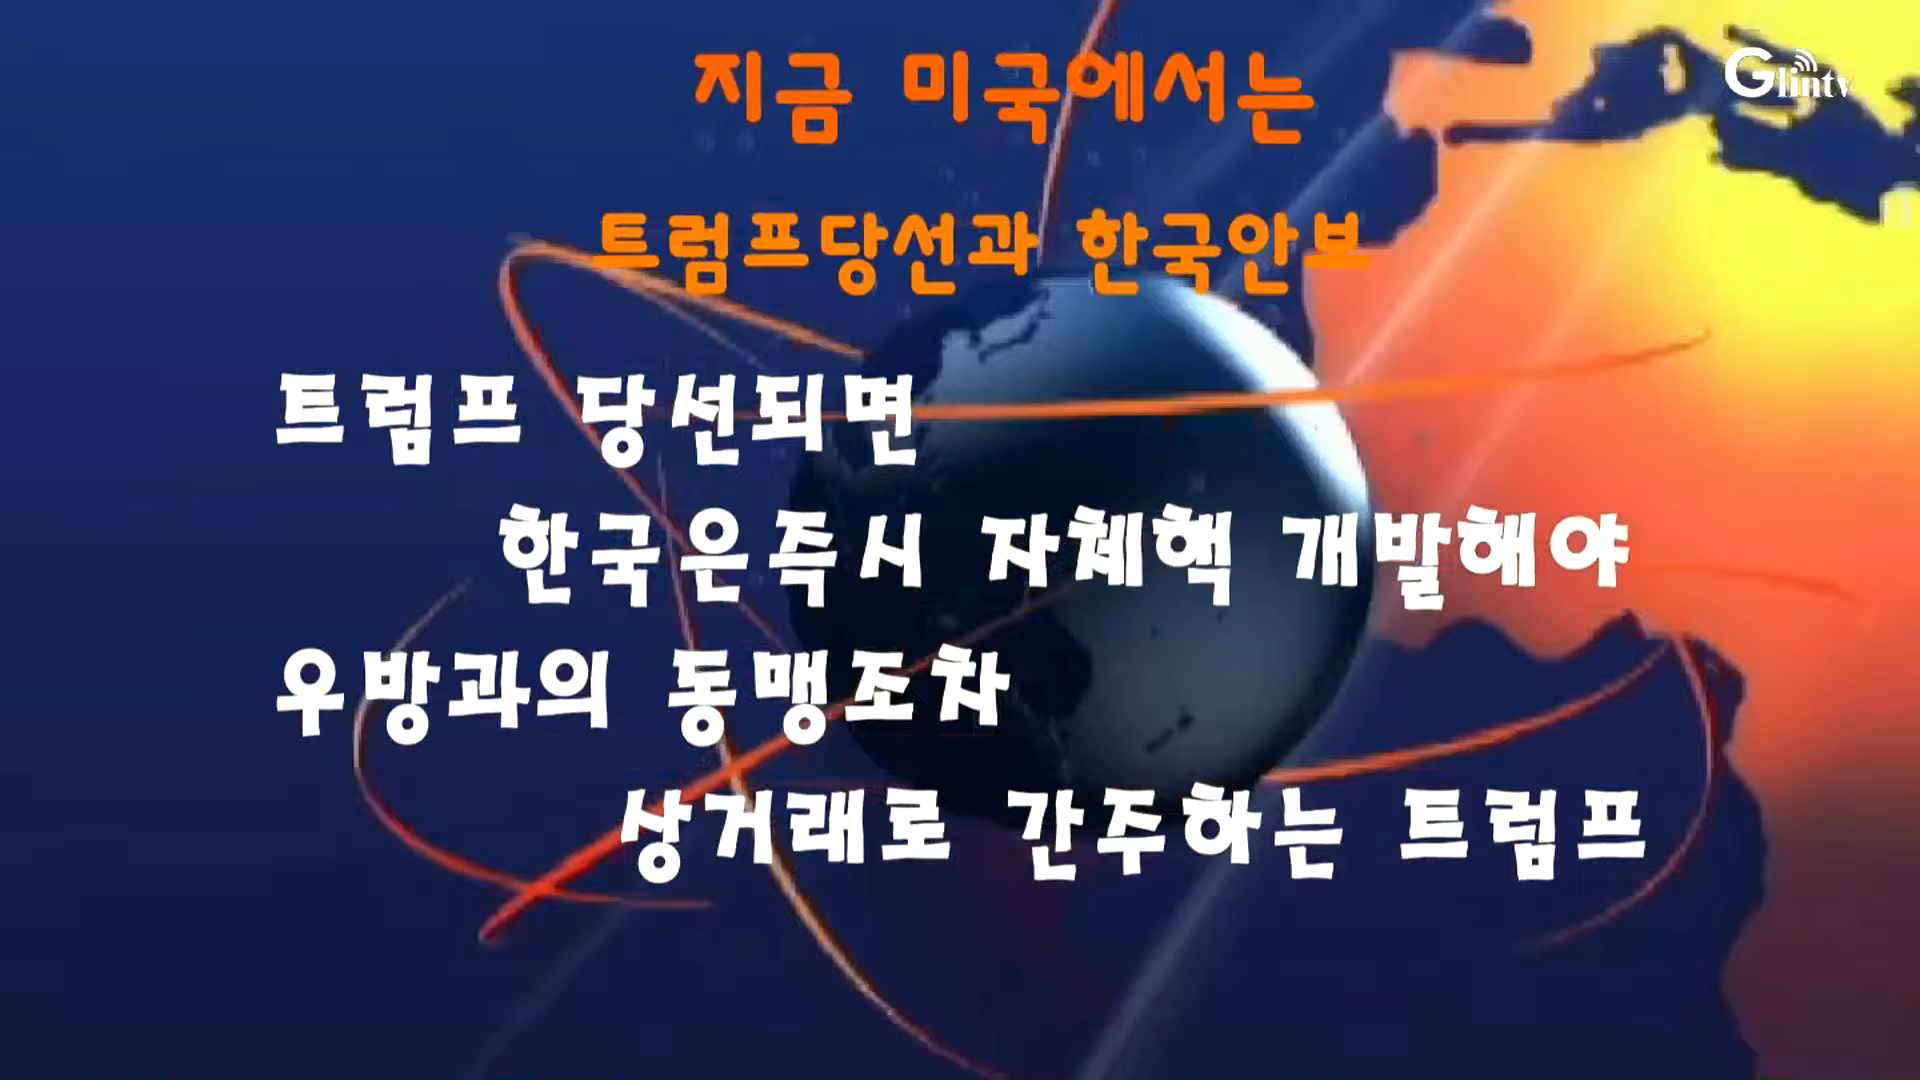 지금 미국에서는
Glintv
트럼프당선과 한국안보
트럼프 당선되면
한국은즉시 자체핵 개발해야
우방과의 동맹조차
상거래로 간주하는 트럼프